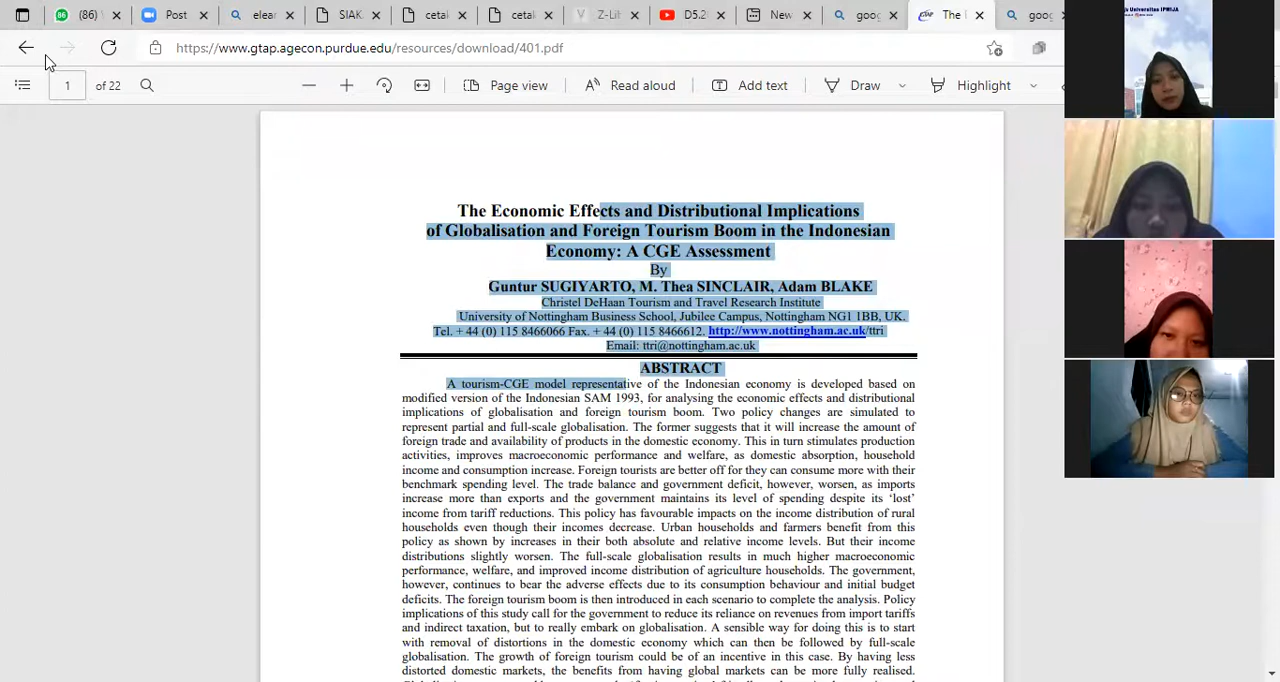 (86) W
Post
elear
SIAK
cetal
cetak
Z-Lit
D5.2
New
goog
The
goog
https://www.gtap.agecon.purdue.edu/resources/download/401.pdf
1 of 22
Page view
Read aloud
Add text
Draw
Highlight
Universitas IPWIJA
The Economic Effects and Distributional Implications
of Globalisation and Foreign Tourism Boom in the Indonesian
Economy: A CGE Assessment
By
Guntur SUGIYARTO, M. Thea SINCLAIR, Adam BLAKE
Christel DeHaan Tourism and Travel Research Institute
University of Nottingham Business School, Jubilee Campus, Nottingham NG1 1BB, UK.
Tel. + 44 (0) 115 8466066 Fax. + 44 (0) 115 8466612. http://www.nottingham.ac.uk/ttri
Email: ttri@nottingham.ac.uk
ABSTRACT
A tourism-CGE model representative of the Indonesian economy is developed based on
modified version of the Indonesian SAM 1993, for analysing the economic effects and distributional
implications of globalisation and foreign tourism boom. Two policy changes are simulated to
represent partial and full-scale globalisation. The former suggests that it will increase the amount of
foreign trade and availability of products in the domestic economy. This in turn stimulates production
activities, improves macroeconomic performance and welfare, as domestic absorption, household
income and consumption increase. Foreign tourists are better off for they can consume more with their
benchmark spending level. The trade balance and government deficit, however, worsen, as imports
increase more than exports and the government maintains its level of spending despite its ‘lost’
income from tariff reductions. This policy has favourable impacts on the income distribution of rural
households even though their incomes decrease. Urban households and farmers benefit from this
policy as shown by increases in their both absolute and relative income levels. But their income
distributions slightly worsen. The full-scale globalisation results in much higher macroeconomic
performance, welfare, and improved income distribution of agriculture households. The government,
however, continues to bear the adverse effects due to its consumption behaviour and initial budget
deficits. The foreign tourism boom is then introduced in each scenario to complete the analysis. Policy
implications of this study call for the government to reduce its reliance on revenues from import tariffs
and indirect taxation, but to really embark on globalisation. A sensible way for doing this is to start
with removal of distortions in the domestic economy which can then be followed by full-scale
globalisation. The growth of foreign tourism could be of an incentive in this case. By having less
distorted domestic markets, the benefits from having global markets can be more fully realised.